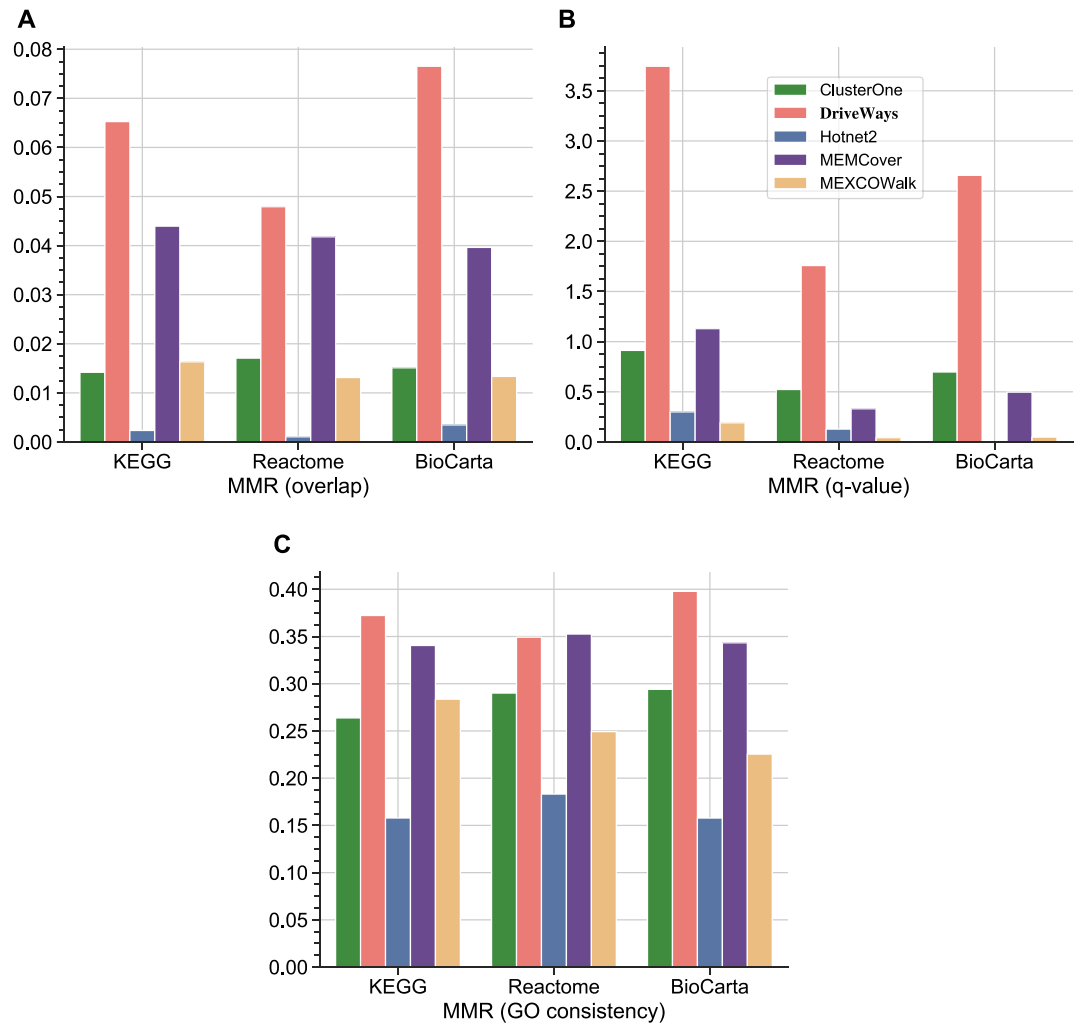 A
0.08
0.07
0.06
0.05
0.04
0.03
0.02
0.01
0.00
KEGG Reactome BioCarta
MMR (overlap)
B
3.5
3.0
2.5
2.0
1.5
1.0
0.5
0.0
ClusterOne
DriveWays
Hotnet2
MEMCover
MEXCOWalk
KEGG Reactome BioCarta
MMR (q-value)
C
0.40
0.35
0.30
0.25
0.20
0.15
0.10
0.05
0.00
KEGG Reactome BioCarta
MMR (GO consistency)